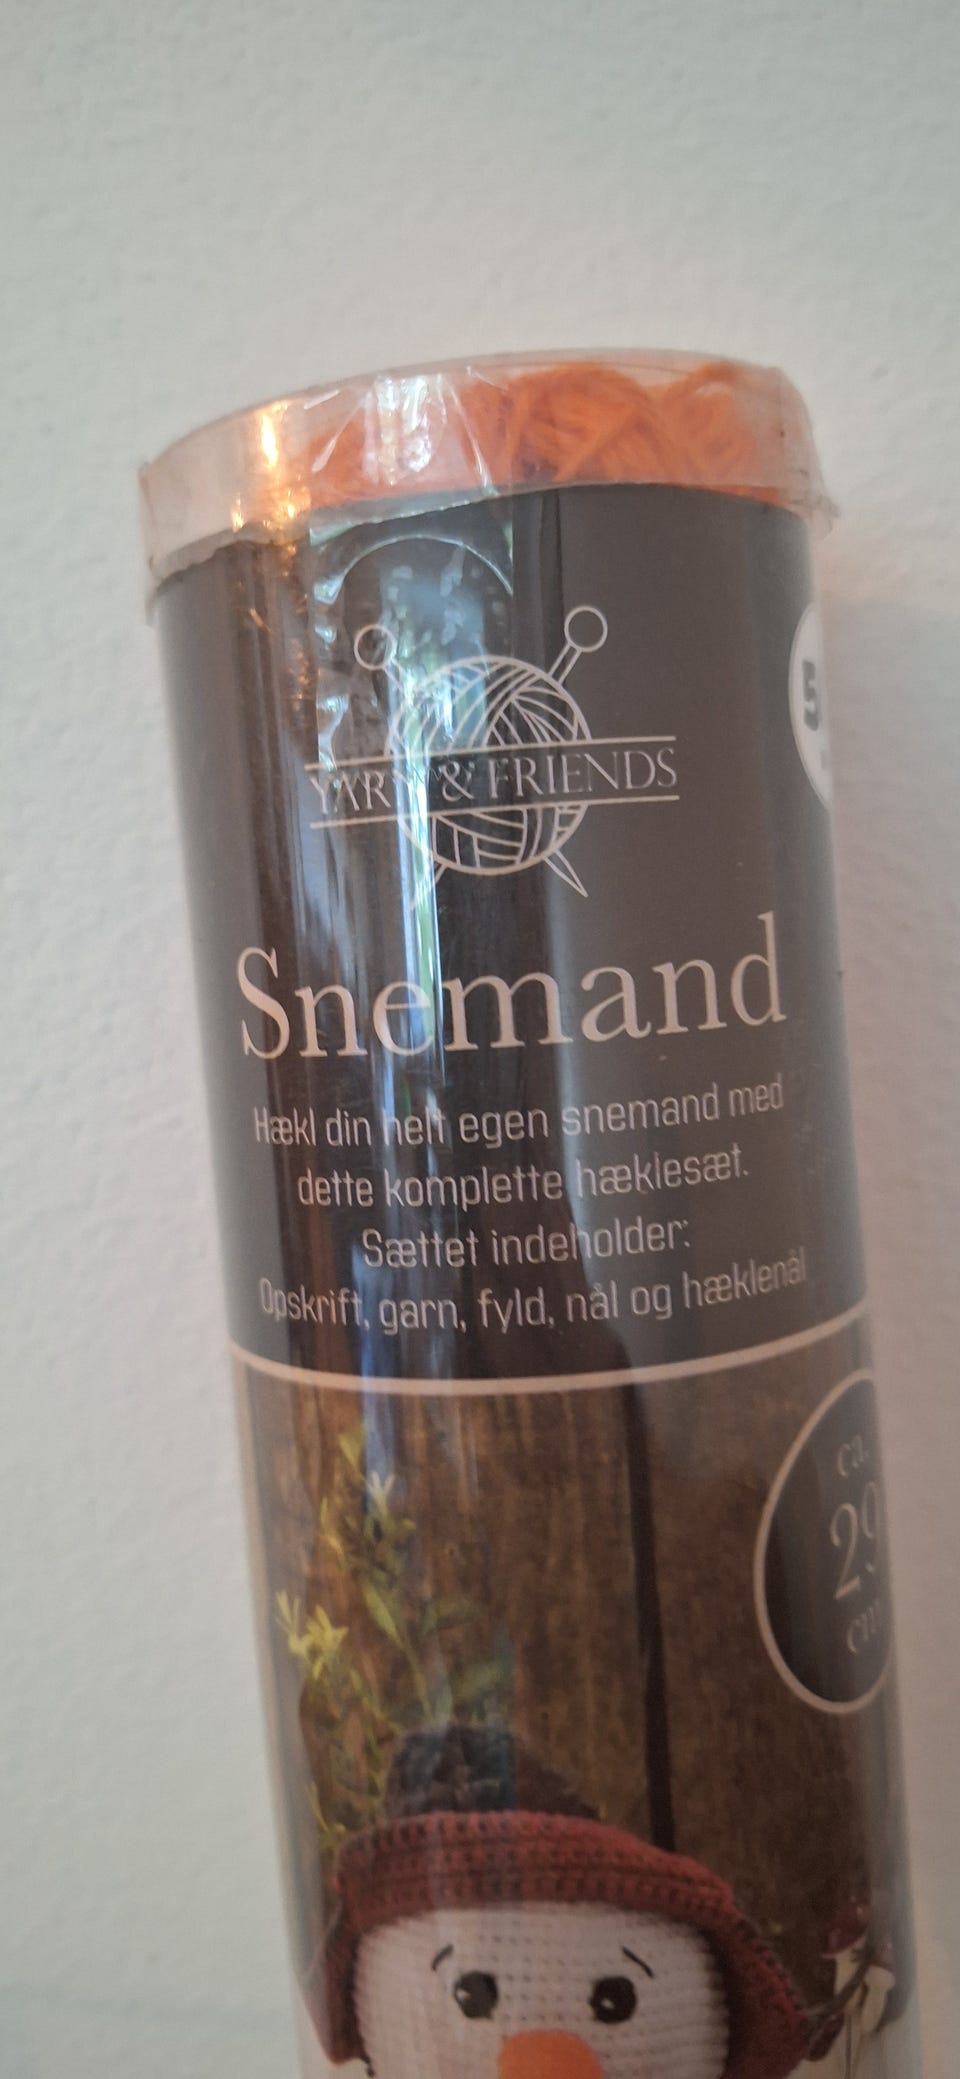 YARN & FRIENDS
Snemand
Hækl din helt egen snemand med
dette komplette hæklesæt.
Sættet indeholder:
Opskrift, garn, fyld, nål og hæklenål
5
ca.
29
cm